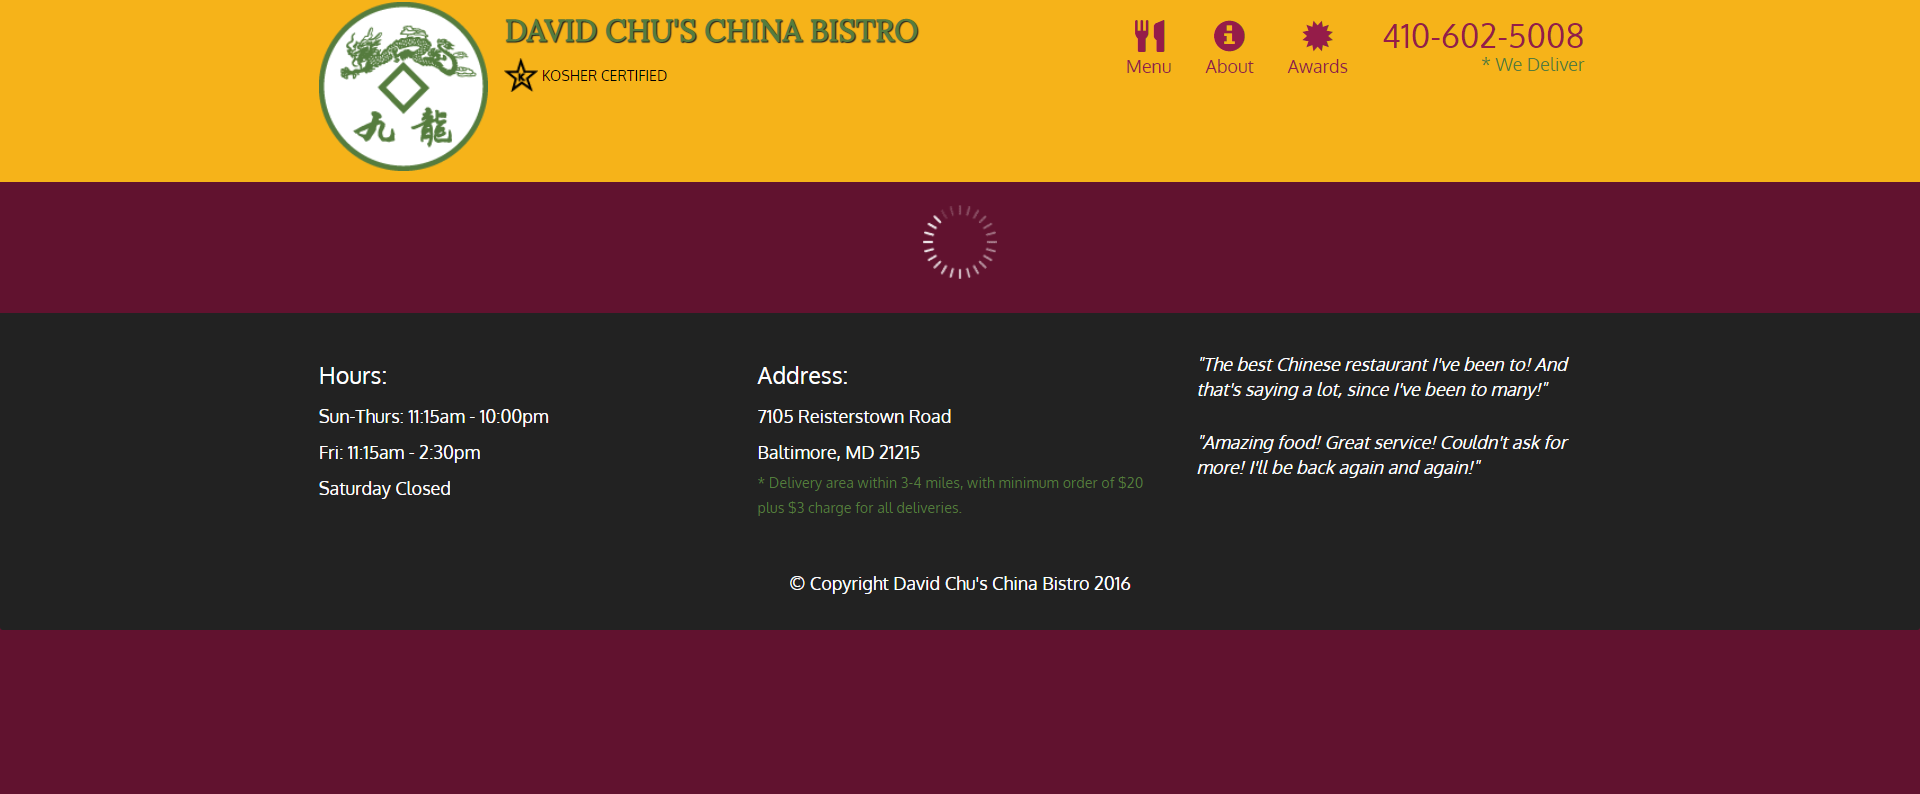 九 龍
DAVID CHU'S CHINA BISTRO
K KOSHER CERTIFIED
Menu
About
Awards
410-602-5008
* We Deliver
Hours:
Sun-Thurs: 11:15am - 10:00pm
Fri: 11:15am - 2:30pm
Saturday Closed
Address:
7105 Reisterstown Road
Baltimore, MD 21215
* Delivery area within 3-4 miles, with minimum order of $20
plus $3 charge for all deliveries.
"The best Chinese restaurant I've been to! And
that's saying a lot, since I've been to many!"
"Amazing food! Great service! Couldn't ask for
more! I'll be back again and again!"
© Copyright David Chu's China Bistro 2016